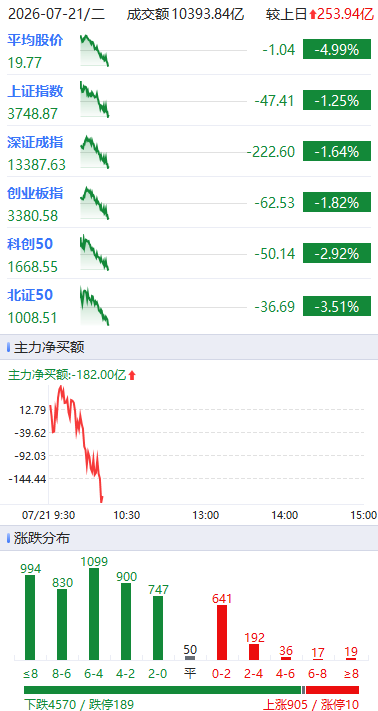 2026-07-21/二 成交额10393.84亿 较上日253.94亿
平均股价
19.77 -1.04 -4.99%
上证指数
3748.87 -47.41 -1.25%
深证成指
13387.63 -222.60 -1.64%
创业板指
3380.58 -62.53 -1.82%
科创50
1668.55 -50.14 -2.92%
北证50
1008.51 -36.69 -3.51%
主力净买额
主力净买额:-182.00亿
12.79
-39.62
-92.03
-144.44
07/21 9:30 10:30 13:00 14:00 15:00
涨跌分布
994 830 1099 900 747 50 641 192 36 17 19
≤8 8-6 6-4 4-2 2-0 平 0-2 2-4 4-6 6-8 ≥8
下跌4570 / 跌停189 上涨905 / 涨停10